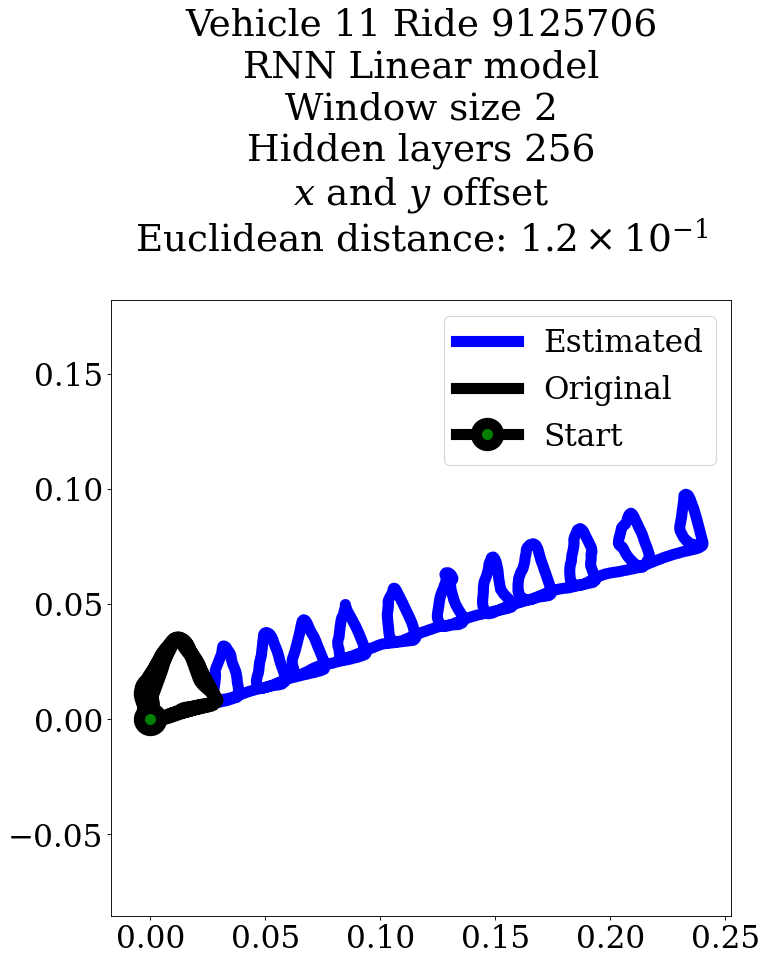 Vehicle 11 Ride 9125706
RNN Linear model
Window size 2
Hidden layers 256
x and y offset
Euclidean distance: 1.2 × 10⁻¹
Estimated
Original
Start
0.15
0.10
0.05
0.00
−0.05
0.00 0.05 0.10 0.15 0.20 0.25